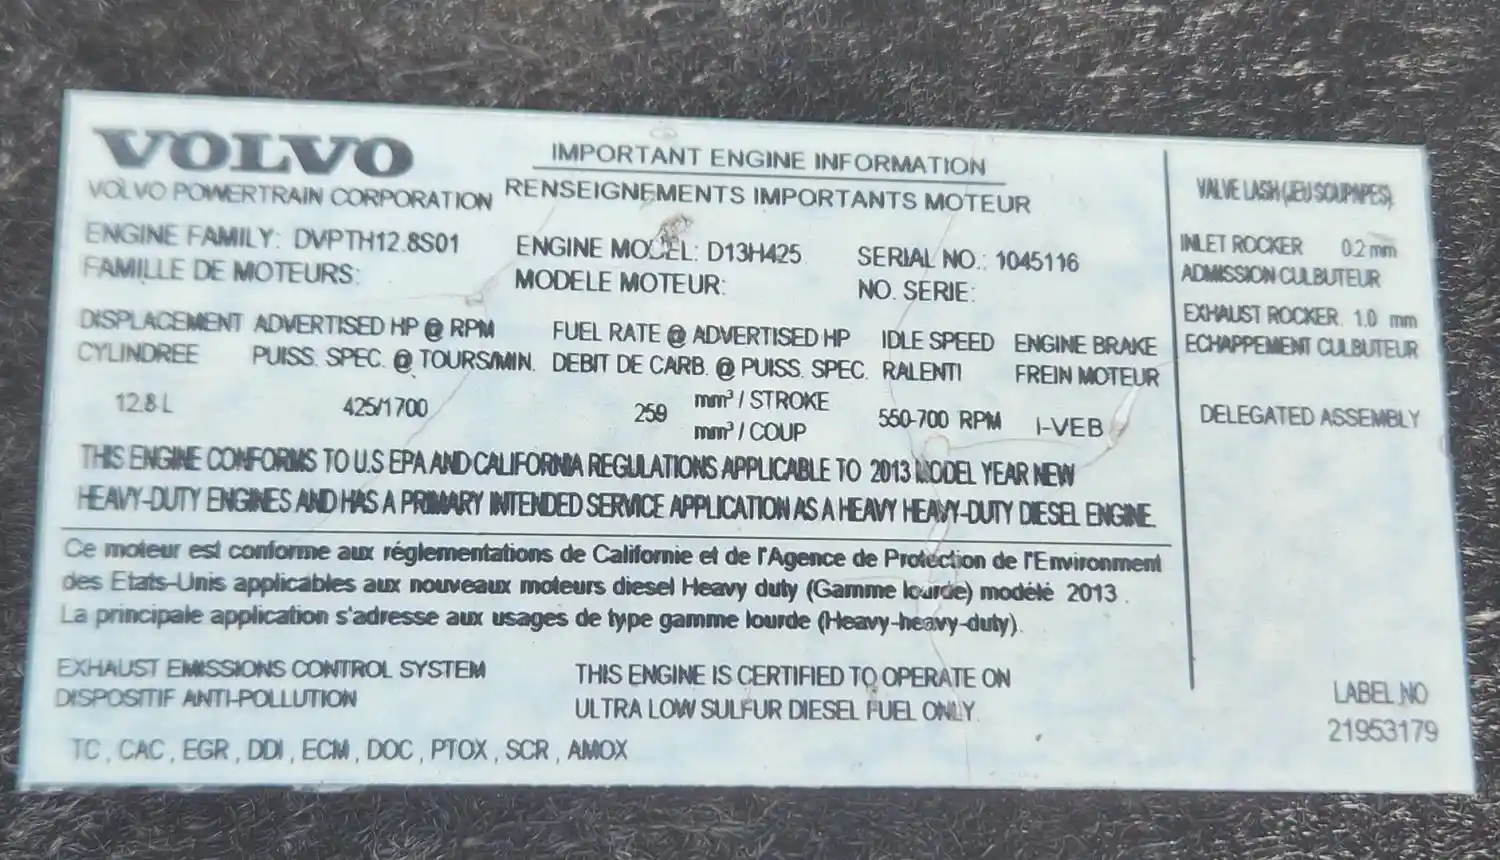 VOLVO
VOLVO POWERTRAIN CORPORATION
IMPORTANT ENGINE INFORMATION
RENSEIGNEMENTS IMPORTANTS MOTEUR
ENGINE FAMILY: DVPTH12.8S01
FAMILLE DE MOTEURS:
ENGINE MODEL: D13H425
MODELE MOTEUR:
SERIAL NO.: 1045116
NO. SERIE:
DISPLACEMENT
CYLINDREE
12.8 L
ADVERTISED HP @ RPM
PUISS. SPEC. @ TOURS/MIN.
425/1700
FUEL RATE @ ADVERTISED HP
DEBIT DE CARB. @ PUISS. SPEC.
259
mm³ / STROKE
mm³ / COUP
IDLE SPEED
RALENTI
550-700 RPM
ENGINE BRAKE
FREIN MOTEUR
I-VEB
THIS ENGINE CONFORMS TO U.S EPA AND CALIFORNIA REGULATIONS APPLICABLE TO 2013 MODEL YEAR NEW
HEAVY-DUTY ENGINES AND HAS A PRIMARY INTENDED SERVICE APPLICATION AS A HEAVY HEAVY-DUTY DIESEL ENGINE.
Ce moteur est conforme aux réglementations de Californie et de l'Agence de Protection de l'Environment
des Etats-Unis applicables aux nouveaux moteurs diesel Heavy duty (Gamme lourde) modélé 2013 .
La principale application s'adresse aux usages de type gamme lourde (Heavy-heavy-duty).
EXHAUST EMISSIONS CONTROL SYSTEM
DISPOSITIF ANTI-POLLUTION
TC , CAC , EGR , DDI , ECM , DOC , PTOX , SCR , AMOX
THIS ENGINE IS CERTIFIED TO OPERATE ON
ULTRA LOW SULFUR DIESEL FUEL ONLY.
VALVE LASH (JEU SOUPAPES)
INLET ROCKER 0.2 mm
ADMISSION CULBUTEUR
EXHAUST ROCKER. 1.0 mm
ECHAPPEMENT CULBUTEUR
DELEGATED ASSEMBLY
LABEL NO
21953179